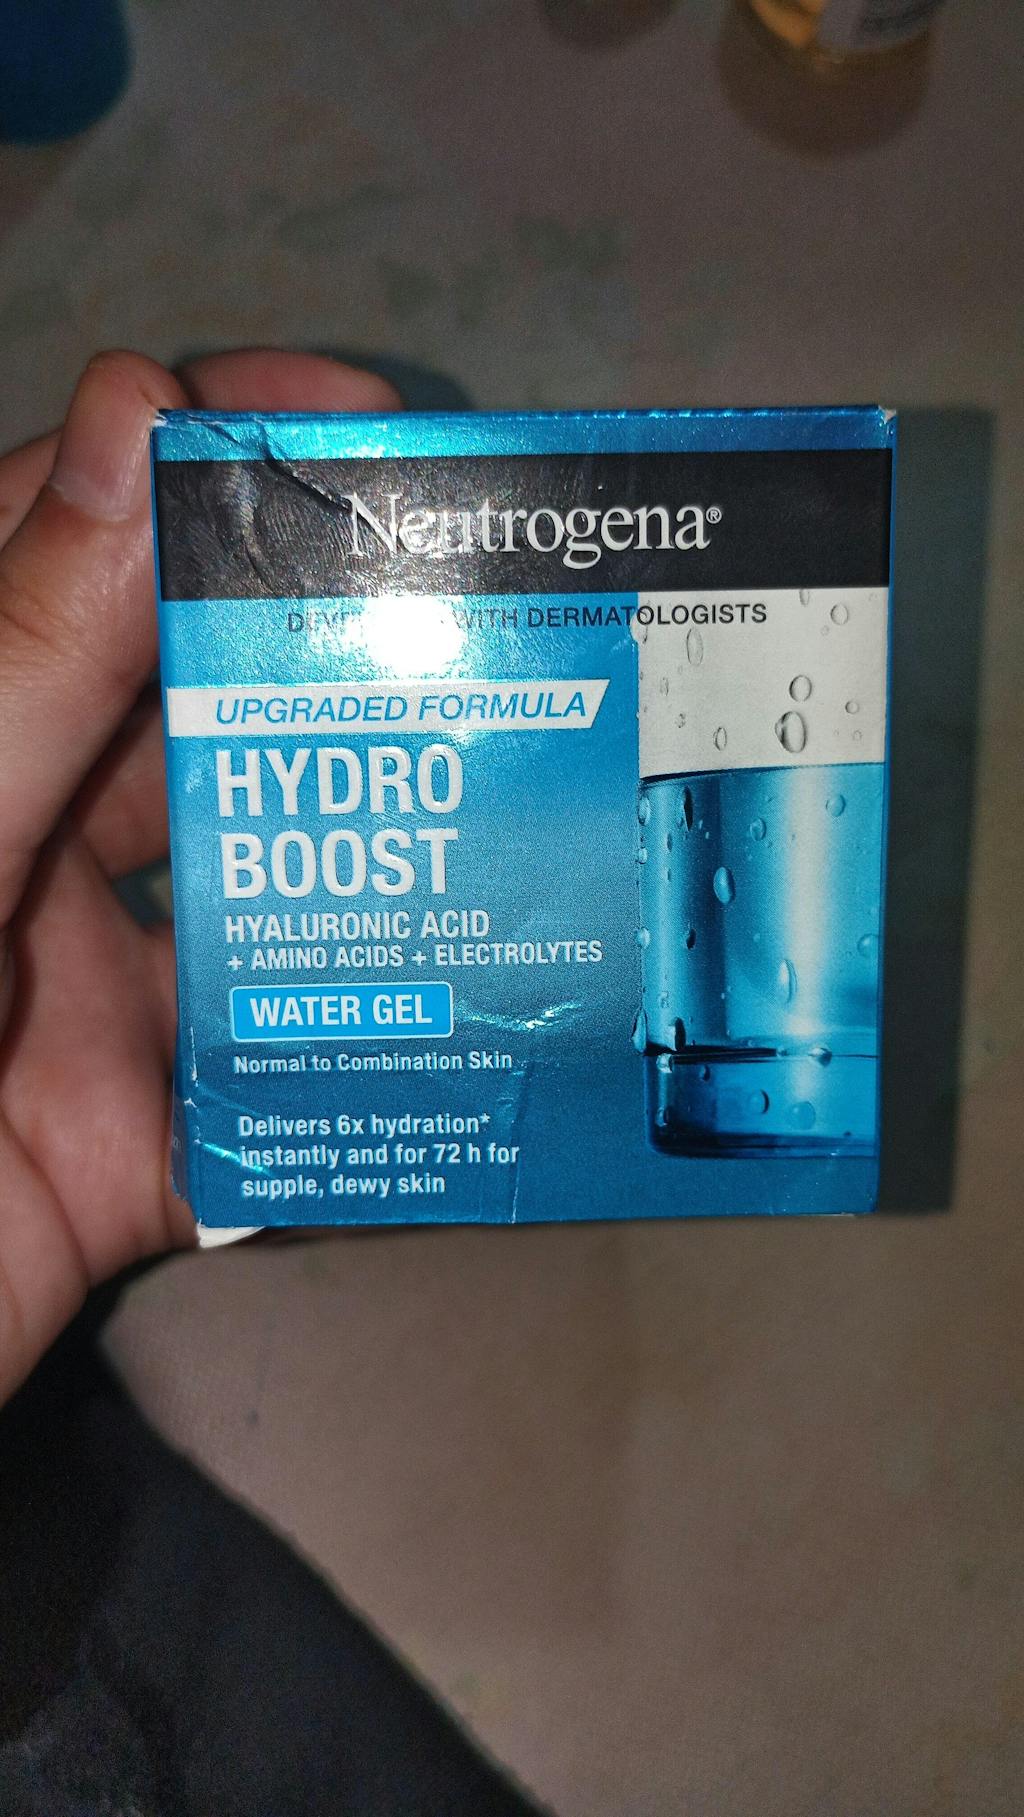 Neutrogena®
WITH DERMATOLOGISTS
UPGRADED FORMULA
HYDRO
BOOST
HYALURONIC ACID
+ AMINO ACIDS + ELECTROLYTES
WATER GEL
Normal to Combination Skin
Delivers 6x hydration*
instantly and for 72 h for
supple, dewy skin